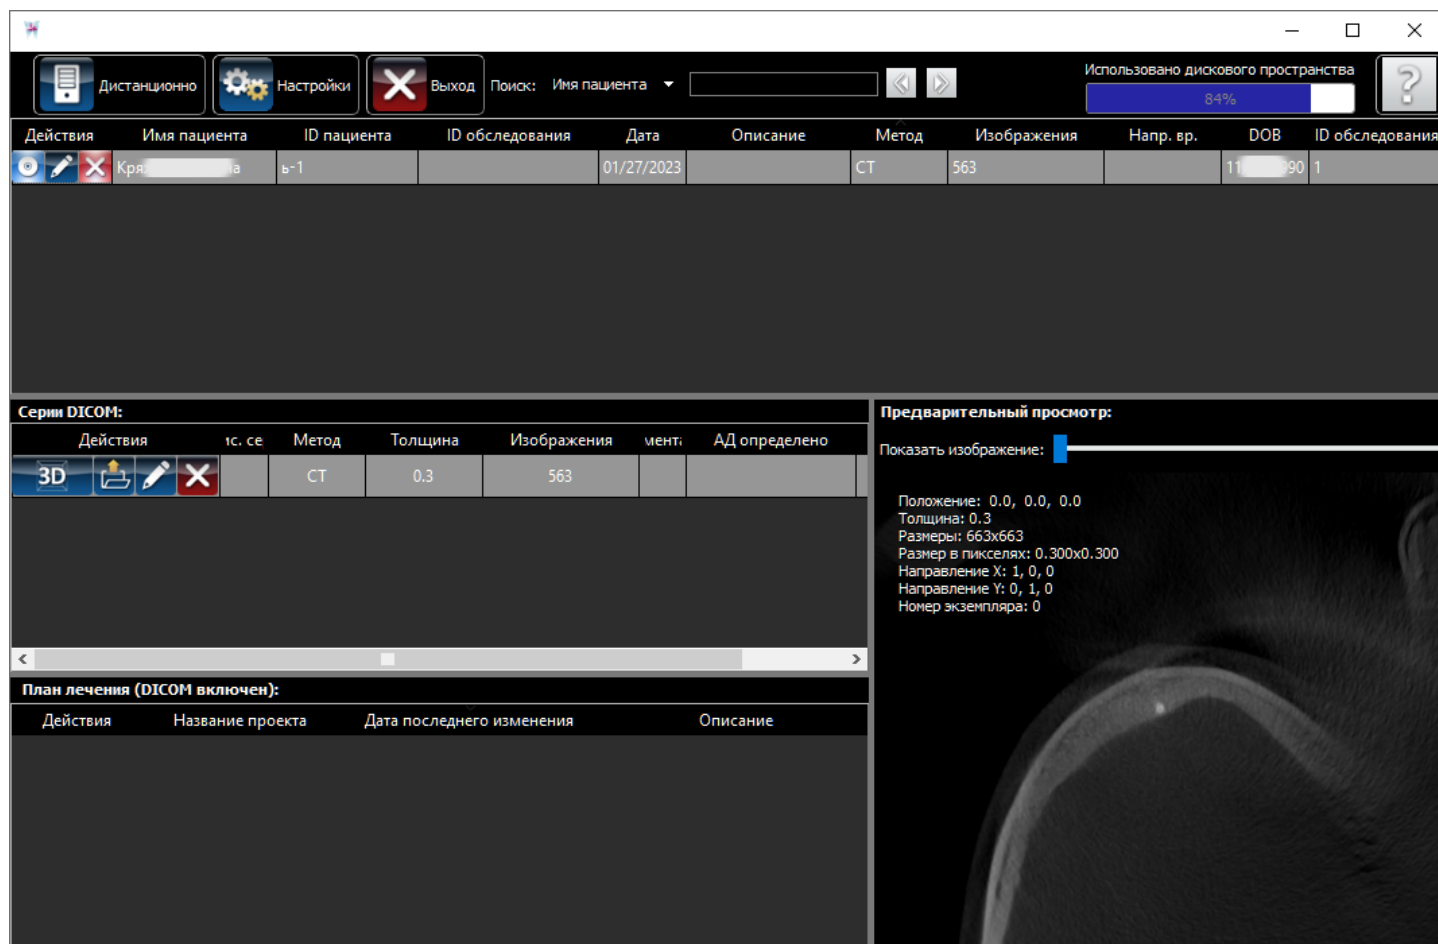 Дистанционно Настройки Выход Поиск: Имя пациента Использовано дискового пространства
84%
Действия Имя пациента ID пациента ID обследования Дата Описание Метод Изображения Напр. вр. DOB ID обследования
ь-1 01/27/2023 CT 563 1
Серии DICOM:
Действия Метод Толщина Изображения АД определено
3D CT 0.3 563
План лечения (DICOM включен):
Действия Название проекта Дата последнего изменения Описание
Предварительный просмотр:
Показать изображение:
Положение: 0.0, 0.0, 0.0
Толщина: 0.3
Размеры: 663x663
Размер в пикселях: 0.300x0.300
Направление X: 1, 0, 0
Направление Y: 0, 1, 0
Номер экземпляра: 0